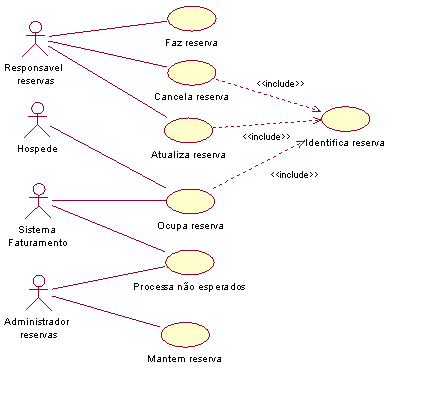 Faz reserva
Responsavel
reservas
Cancela reserva
<<include>>
Atualiza reserva
<<include>>
Identifica reserva
Hospede
<<include>>
Ocupa reserva
Sistema
Faturamento
Processa não esperados
Administrador
reservas
Mantem reserva